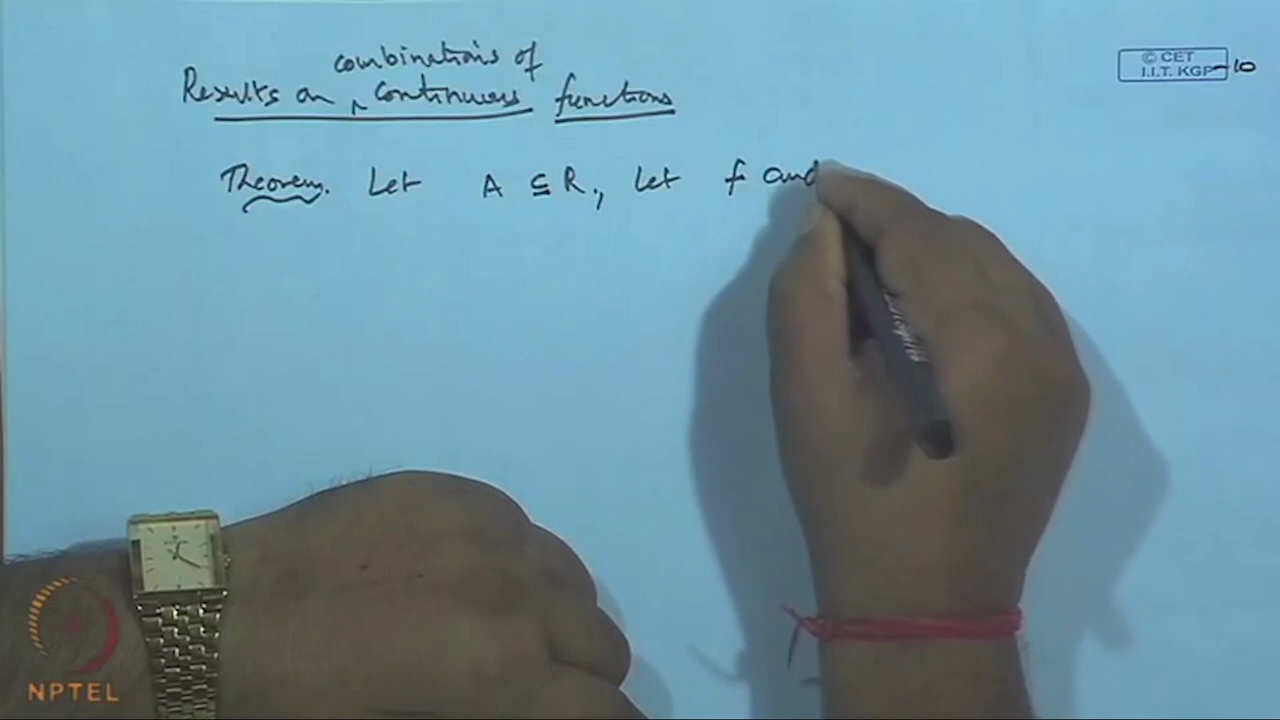 combinations of
Results on ^ Continuous functions
© CET
I.I.T. KGP-10
Theorem. Let A ⊆ R., Let f and
NPTEL